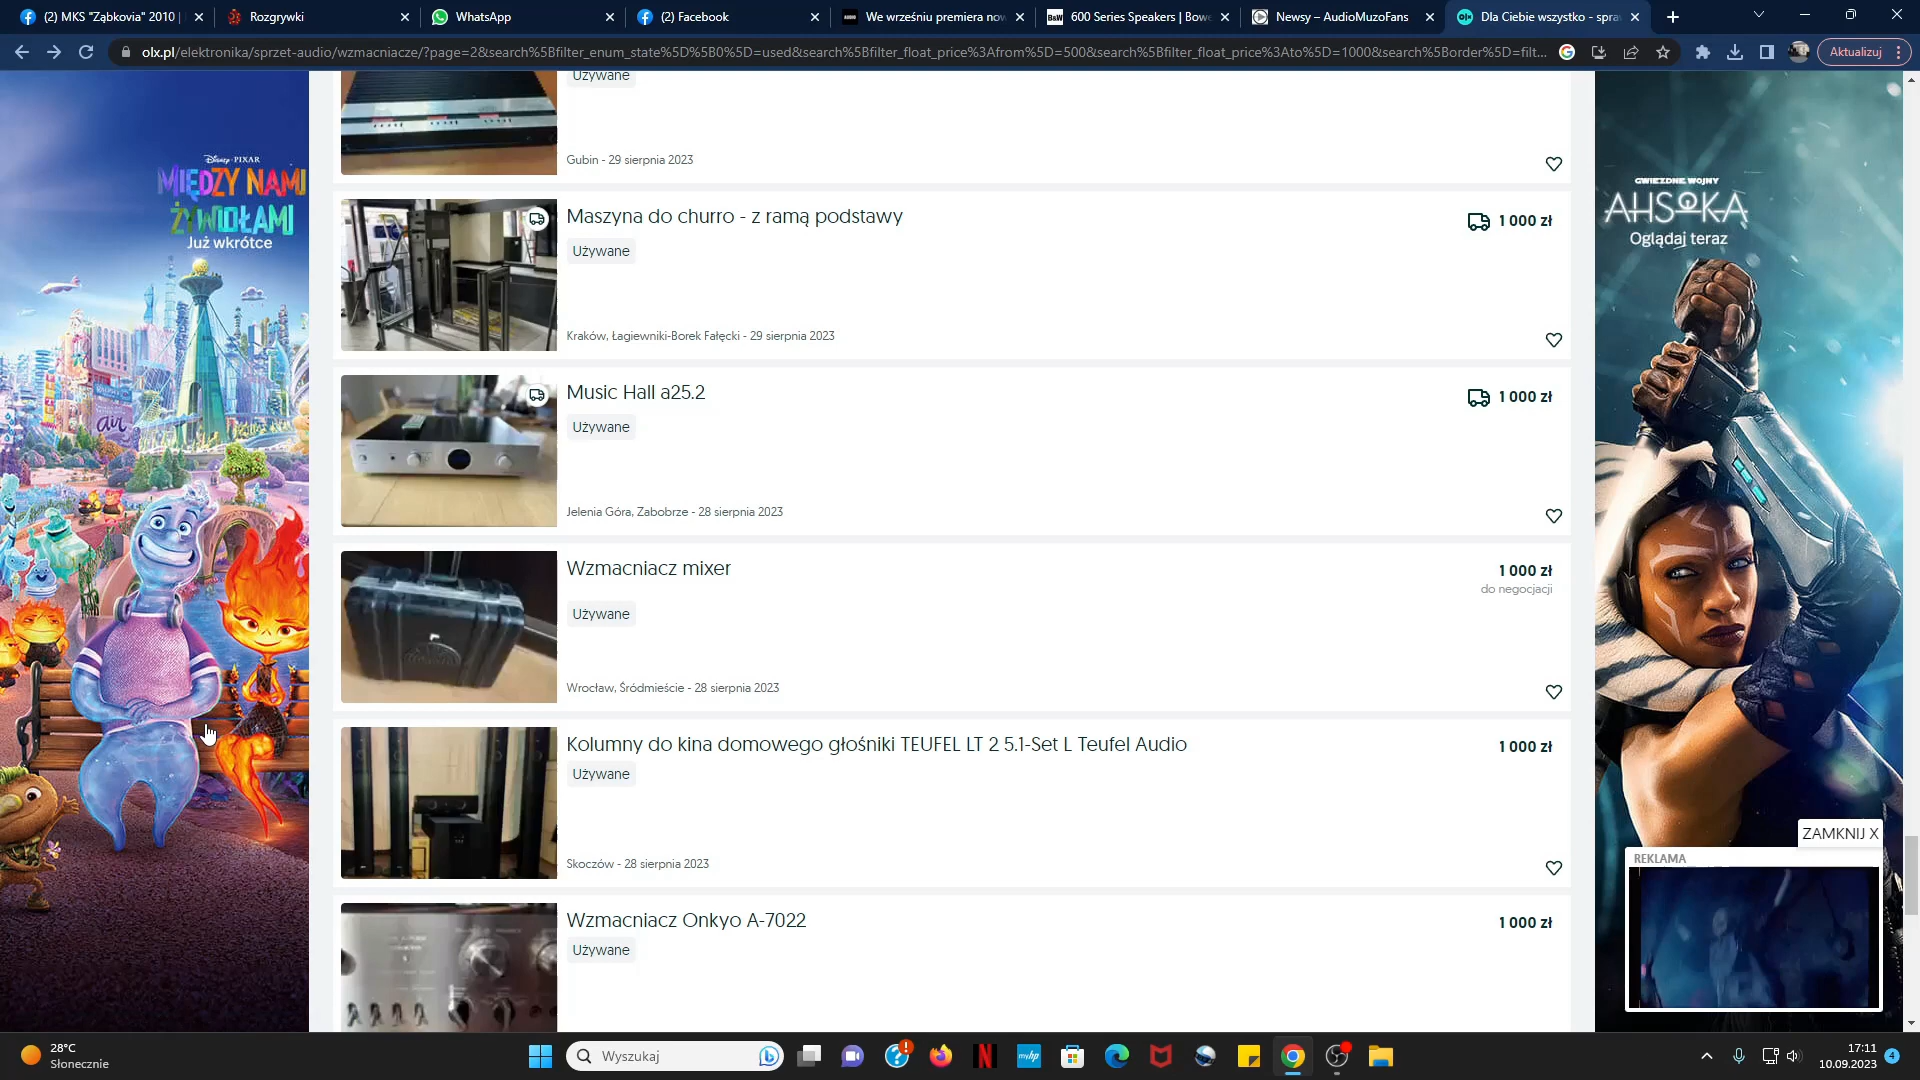 (2) MKS "Ząbkovia" 2010 |
Rozgrywki
WhatsApp
(2) Facebook
We wrześniu premiera now
600 Series Speakers | Bowe
Newsy – AudioMuzoFans
Dla Ciebie wszystko - spra
olx.pl/elektronika/sprzet-audio/wzmacniacze/?page=2&search%5Bfilter_enum_state%5D%5B0%5D=used&search%5Bfilter_float_price%3Afrom%5D=500&search%5Bfilter_float_price%3Ato%5D=1000&search%5Border%5D=filt...
Aktualizuj
Używane
Gubin - 29 sierpnia 2023
Maszyna do churro - z ramą podstawy
1 000 zł
Używane
Kraków, Łagiewniki-Borek Fałęcki - 29 sierpnia 2023
Music Hall a25.2
1 000 zł
Używane
Jelenia Góra, Zabobrze - 28 sierpnia 2023
Wzmacniacz mixer
1 000 zł
do negocjacji
Używane
Wrocław, Śródmieście - 28 sierpnia 2023
Kolumny do kina domowego głośniki TEUFEL LT 2 5.1-Set L Teufel Audio
1 000 zł
Używane
Skoczów - 28 sierpnia 2023
Wzmacniacz Onkyo A-7022
1 000 zł
Używane
Disney · PIXAR
MIĘDZY NAMI
ŻYWIOŁAMI
Już wkrótce
air
GWIEZDNE WOJNY
AHSOKA
Oglądaj teraz
ZAMKNIJ X
REKLAMA
28°C
Słonecznie
Wyszukaj
17:11
10.09.2023
4